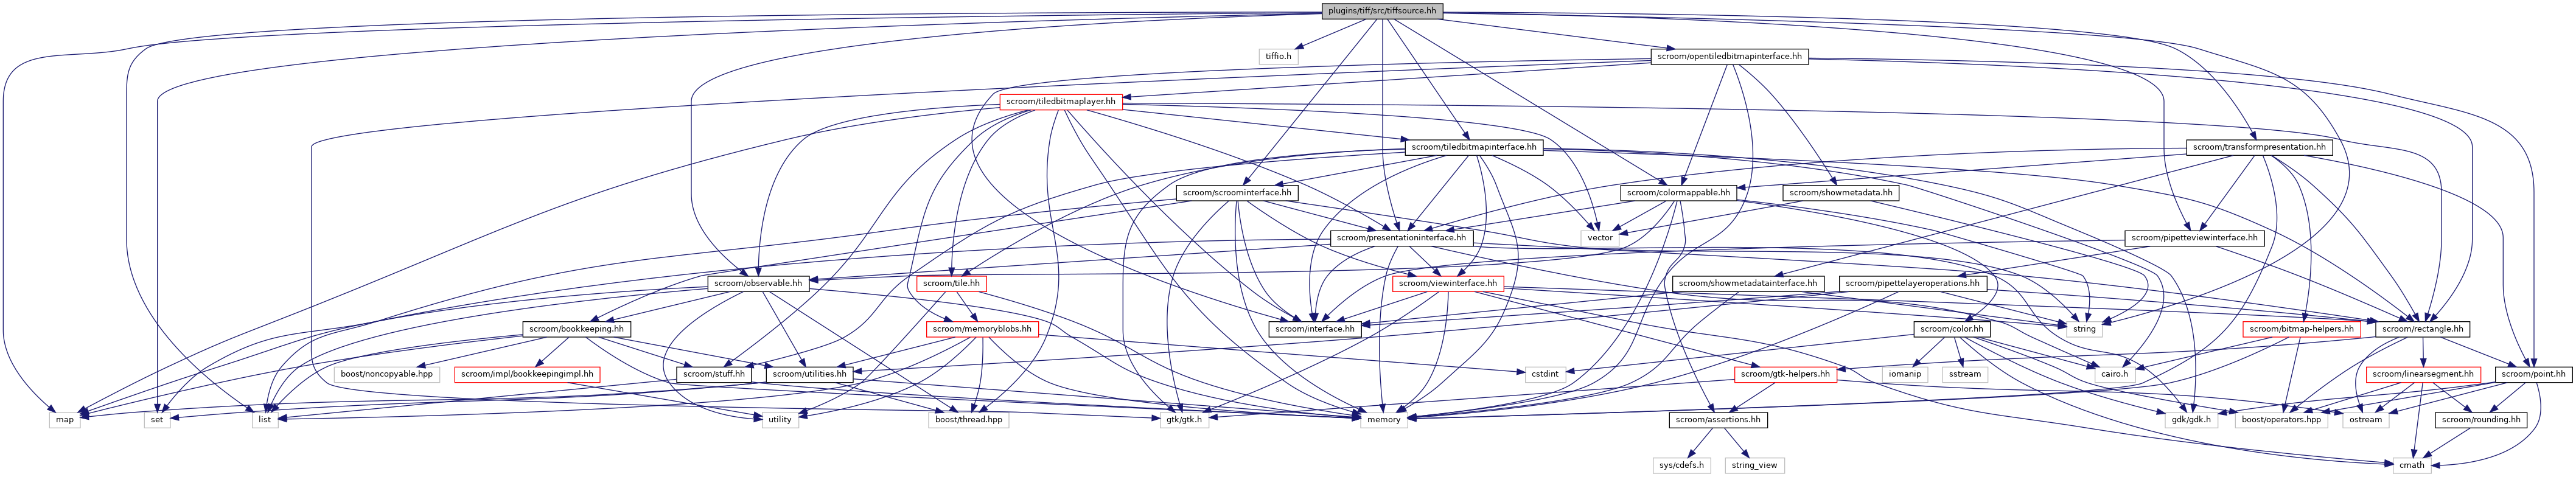 plugins/tiff/src/tiffsource.hh
tiffio.h
scroom/opentiledbitmapinterface.hh
scroom/tiledbitmaplayer.hh
scroom/tiledbitmapinterface.hh
scroom/transformpresentation.hh
scroom/scroominterface.hh
scroom/colormappable.hh
scroom/showmetadata.hh
vector
scroom/presentationinterface.hh
scroom/pipetteviewinterface.hh
scroom/observable.hh
scroom/tile.hh
scroom/viewinterface.hh
scroom/showmetadatainterface.hh
scroom/pipettelayeroperations.hh
scroom/bookkeeping.hh
scroom/memoryblobs.hh
scroom/interface.hh
string
scroom/color.hh
scroom/bitmap-helpers.hh
scroom/rectangle.hh
boost/noncopyable.hpp
scroom/impl/bookkeepingimpl.hh
scroom/stuff.hh
scroom/utilities.hh
cstdint
scroom/gtk-helpers.hh
iomanip
sstream
cairo.h
scroom/linearsegment.hh
scroom/point.hh
map
set
list
utility
boost/thread.hpp
gtk/gtk.h
memory
scroom/assertions.hh
gdk/gdk.h
boost/operators.hpp
ostream
scroom/rounding.hh
sys/cdefs.h
string_view
cmath